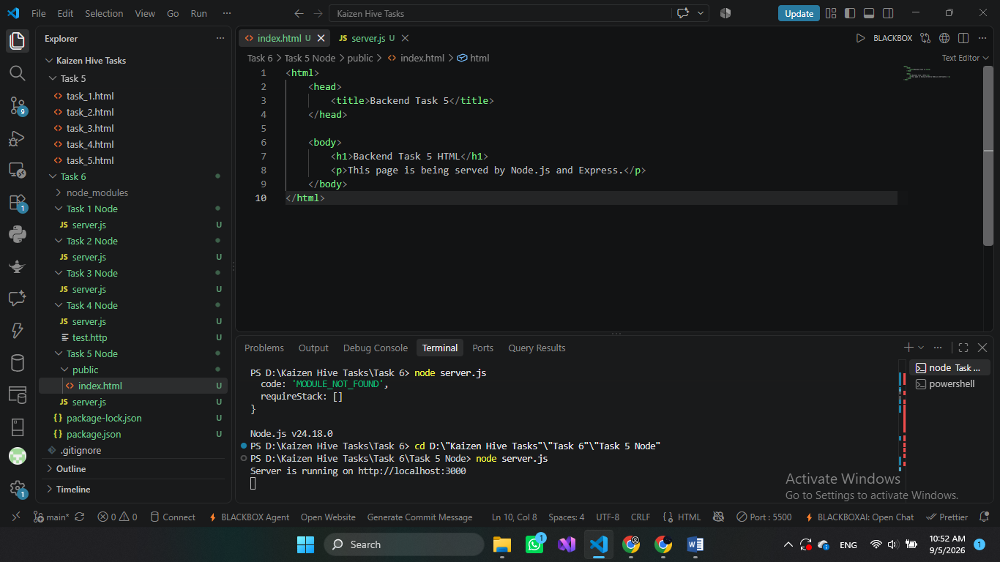 File Edit Selection View Go Run ···
Kaizen Hive Tasks
Update
Explorer
Kaizen Hive Tasks
Task 5
task_1.html
task_2.html
task_3.html
task_4.html
task_5.html
Task 6
node_modules
Task 1 Node
JS server.js U
Task 2 Node
JS server.js U
Task 3 Node
JS server.js U
Task 4 Node
JS server.js U
test.http U
Task 5 Node
public
<> index.html U
JS server.js U
{} package-lock.json U
{} package.json U
.gitignore
Outline
Timeline
9
1
1
<> index.html U
JS server.js U
BLACKBOX
Task 6 > Task 5 Node > public > <> index.html > html
Text Editor
1 <html>
2 <head>
3 <title>Backend Task 5</title>
4 </head>
5
6 <body>
7 <h1>Backend Task 5 HTML</h1>
8 <p>This page is being served by Node.js and Express.</p>
9 </body>
10 </html>
Problems Output Debug Console Terminal Ports Query Results
PS D:\Kaizen Hive Tasks\Task 6> node server.js
code: 'MODULE_NOT_FOUND',
requireStack: []
}
Node.js v24.18.0
PS D:\Kaizen Hive Tasks\Task 6> cd D:\"Kaizen Hive Tasks"\"Task 6"\"Task 5 Node"
PS D:\Kaizen Hive Tasks\Task 6\Task 5 Node> node server.js
Server is running on http://localhost:3000
node Task ...
powershell
Activate Windows
Go to Settings to activate Windows.
main* 0 0 Connect BLACKBOX Agent Open Website Generate Commit Message Ln 10, Col 8 Spaces: 4 UTF-8 CRLF {} HTML Port : 5500 BLACKBOXAI: Open Chat Prettier
Search
1
ENG
10:52 AM
9/5/2026
1